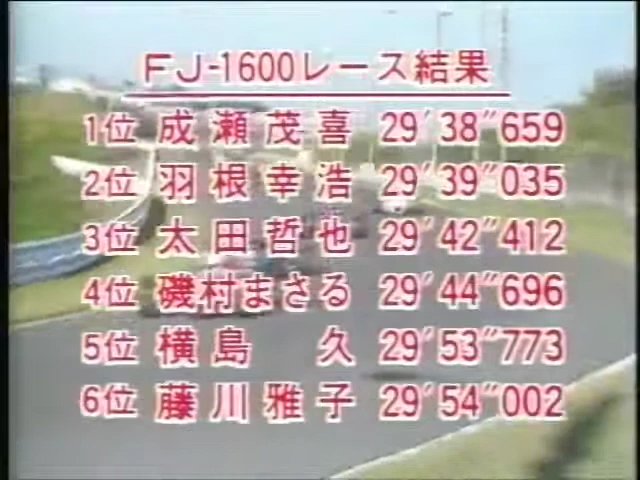 FJ-1600レース結果
1位 成瀬茂喜 29'38"659
2位 羽根幸浩 29'39"035
3位 太田哲也 29'42"412
4位 磯村まさる 29'44"696
5位 横島 久 29'53"773
6位 藤川雅子 29'54"002